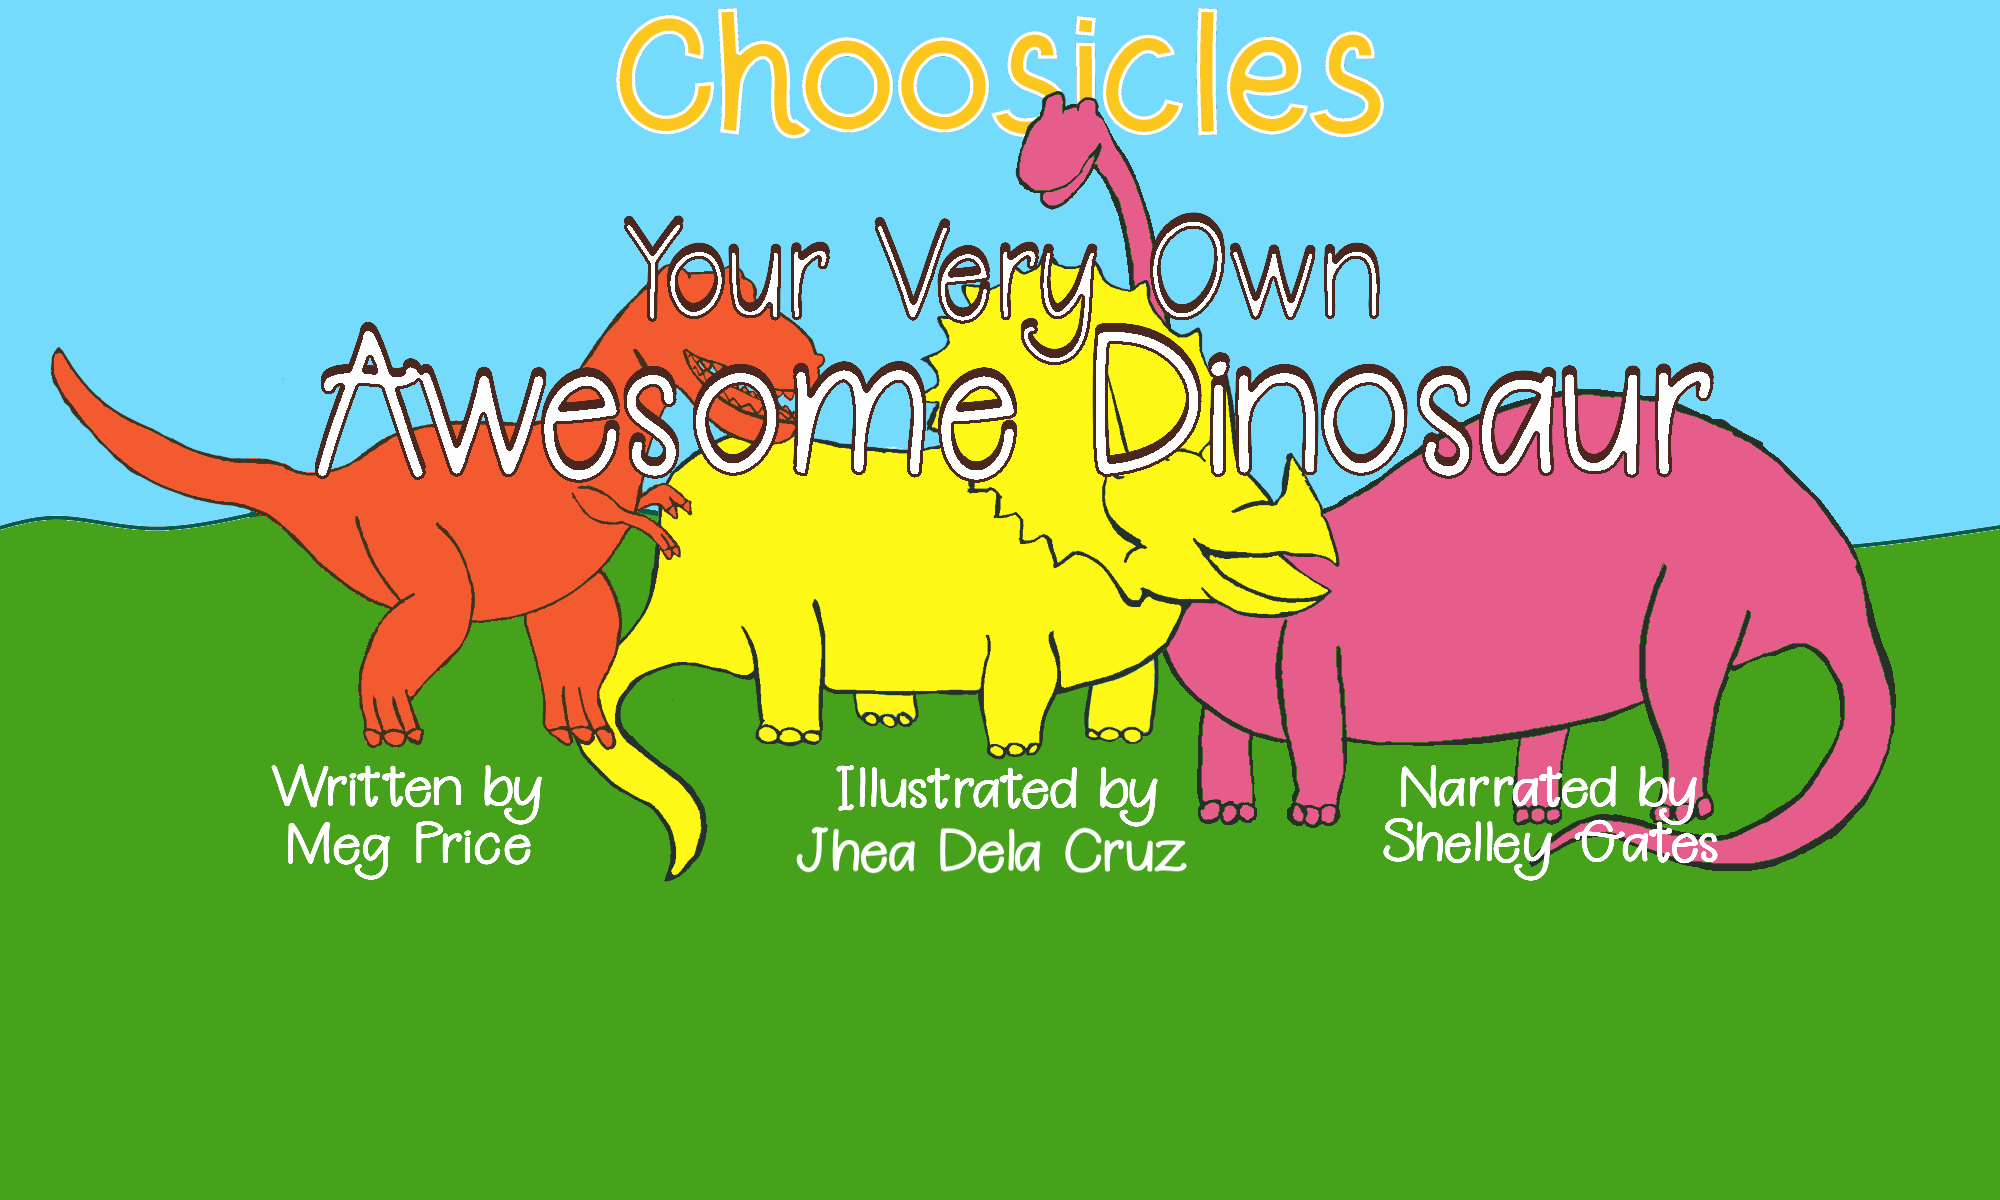 Choosicles
Your Very Own
Awesome Dinosaur
Written by
Meg Price
Illustrated by
Jhea Dela Cruz
Narrated by
Shelley Gates